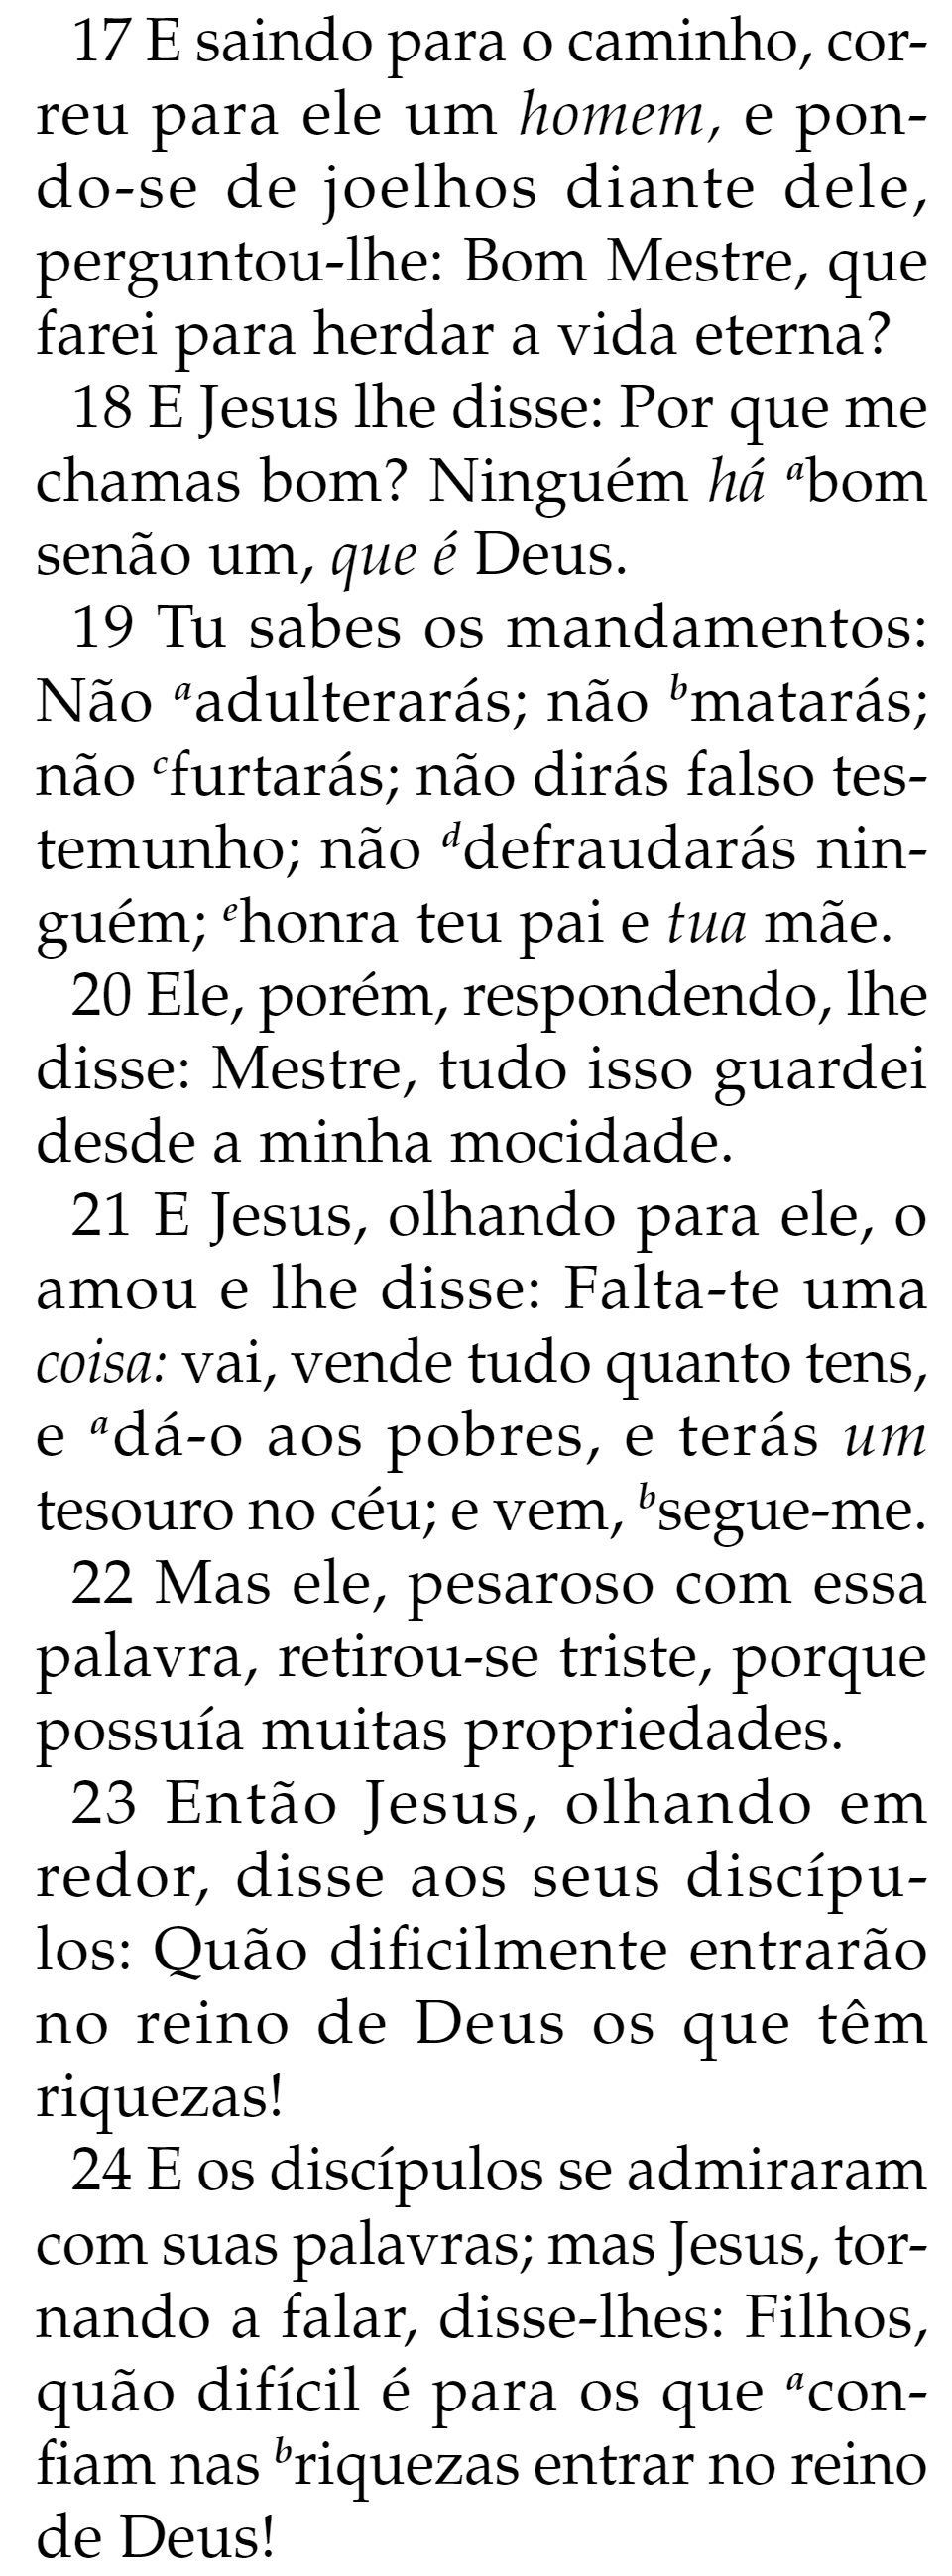 17 E saindo para o caminho, cor-
reu para ele um homem, e pon-
do-se de joelhos diante dele,
perguntou-lhe: Bom Mestre, que
farei para herdar a vida eterna?
18 E Jesus lhe disse: Por que me
chamas bom? Ninguém há ᵃbom
senão um, que é Deus.
19 Tu sabes os mandamentos:
Não ᵃadulterarás; não ᵇmatarás;
não ᶜfurtarás; não dirás falso tes-
temunho; não ᵈdefraudarás nin-
guém; ᵉhonra teu pai e tua mãe.
20 Ele, porém, respondendo, lhe
disse: Mestre, tudo isso guardei
desde a minha mocidade.
21 E Jesus, olhando para ele, o
amou e lhe disse: Falta-te uma
coisa: vai, vende tudo quanto tens,
e ᵃdá-o aos pobres, e terás um
tesouro no céu; e vem, ᵇsegue-me.
22 Mas ele, pesaroso com essa
palavra, retirou-se triste, porque
possuía muitas propriedades.
23 Então Jesus, olhando em
redor, disse aos seus discípu-
los: Quão dificilmente entrarão
no reino de Deus os que têm
riquezas!
24 E os discípulos se admiraram
com suas palavras; mas Jesus, tor-
nando a falar, disse-lhes: Filhos,
quão difícil é para os que ᵃcon-
fiam nas ᵇriquezas entrar no reino
de Deus!